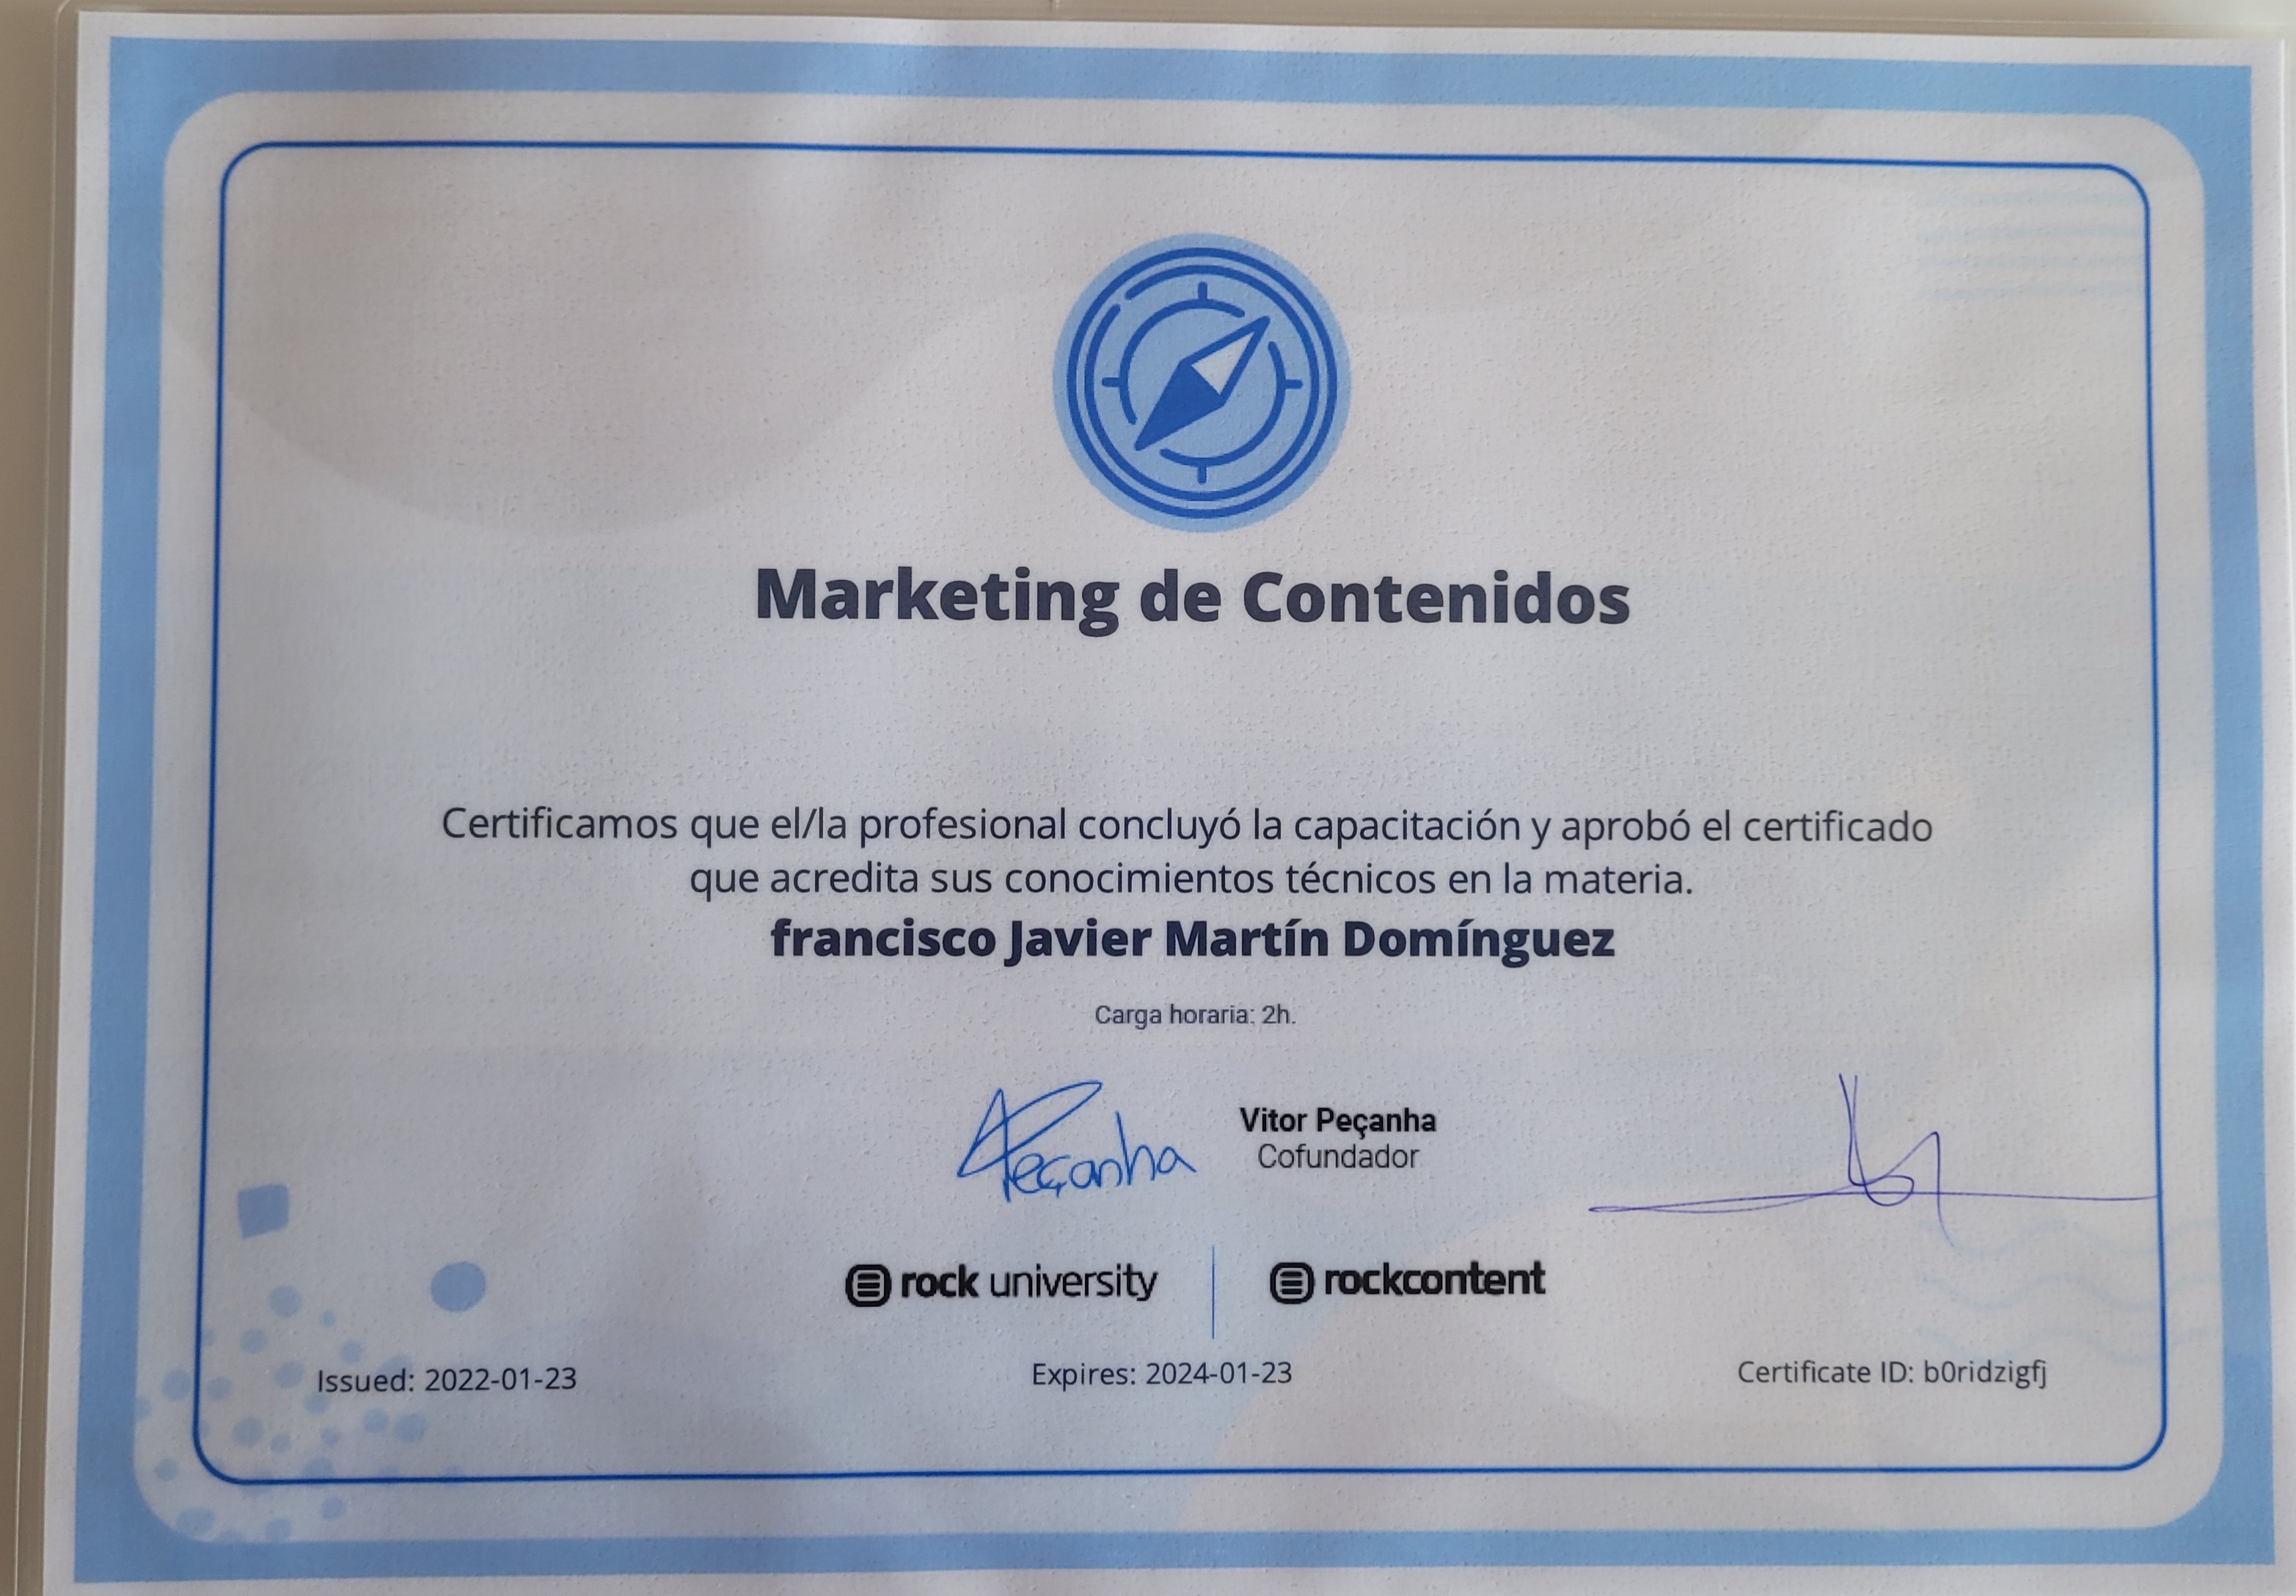 Marketing de Contenidos
Certificamos que el/la profesional concluyó la capacitación y aprobó el certificado
que acredita sus conocimientos técnicos en la materia.
francisco Javier Martín Domínguez
Carga horaria: 2h.
Peçanha
Vitor Peçanha
Cofundador
rock university
rockcontent
Issued: 2022-01-23
Expires: 2024-01-23
Certificate ID: b0ridzigfj